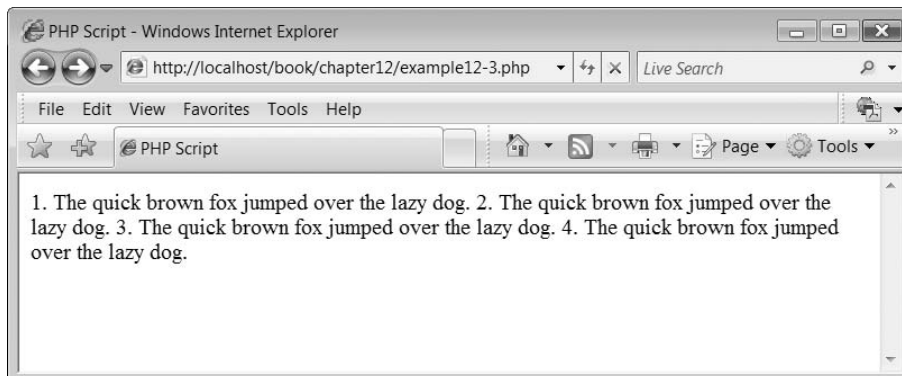 PHP Script - Windows Internet Explorer
http://localhost/book/chapter12/example12-3.php
Live Search
File Edit View Favorites Tools Help
PHP Script
Page
Tools
1. The quick brown fox jumped over the lazy dog. 2. The quick brown fox jumped over the
lazy dog. 3. The quick brown fox jumped over the lazy dog. 4. The quick brown fox jumped
over the lazy dog.